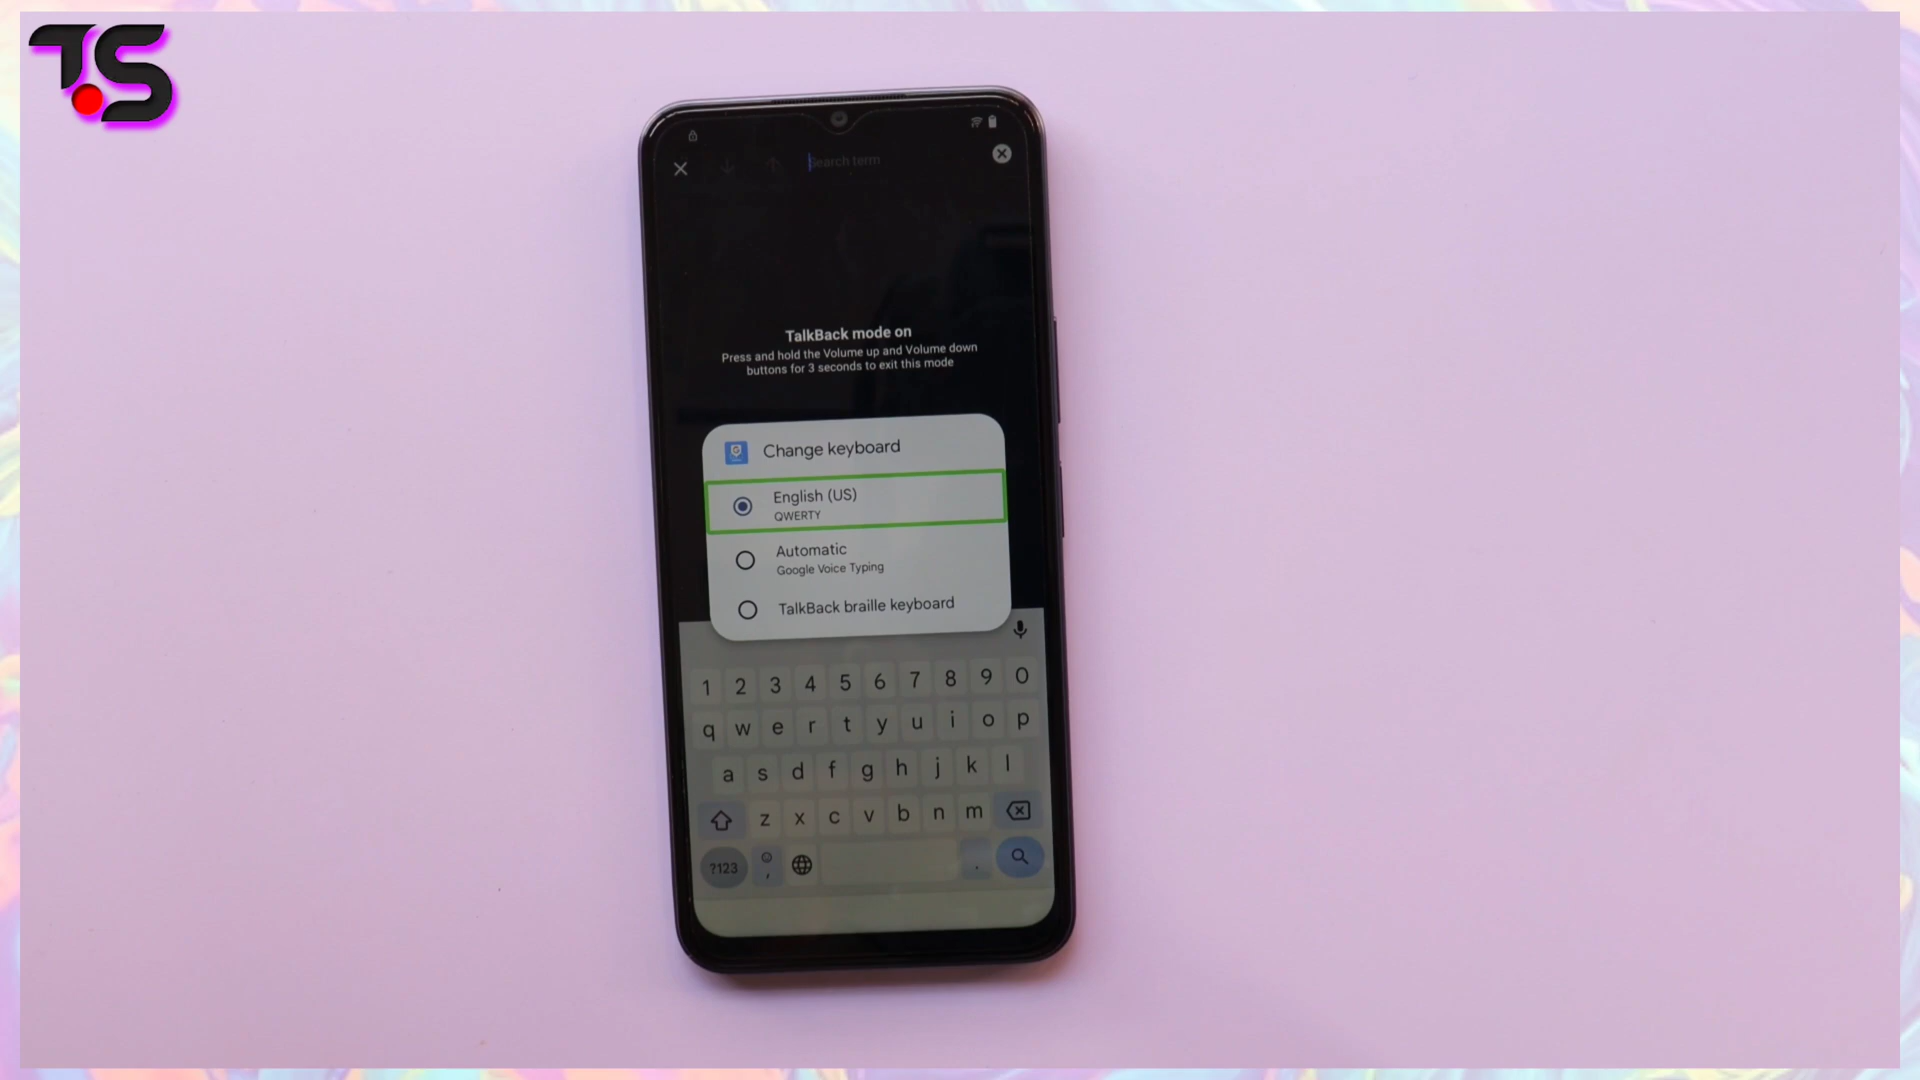 T.S
Search term
TalkBack mode on
Press and hold the Volume up and Volume down
buttons for 3 seconds to exit this mode
Change keyboard
English (US)
QWERTY
Automatic
Google Voice Typing
TalkBack braille keyboard
1 2 3 4 5 6 7 8 9 0
q w e r t y u i o p
a s d f g h j k l
z x c v b n m
?123 , .